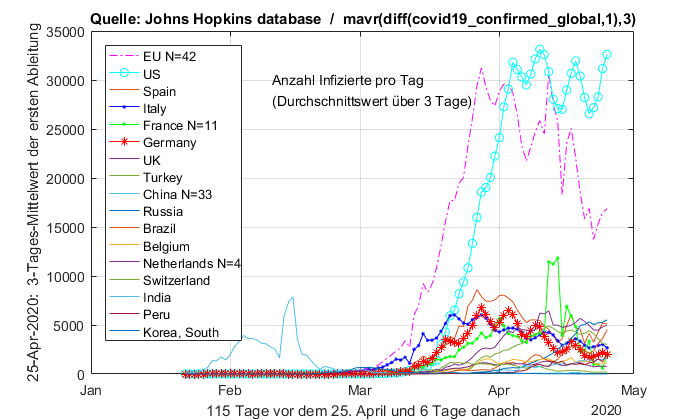 Quelle: Johns Hopkins database / mavr(diff(covid19_confirmed_global,1),3)
25-Apr-2020: 3-Tages-Mittelwert der ersten Ableitung
35000
30000
25000
20000
15000
10000
5000
0
EU N=42
US
Spain
Italy
France N=11
Germany
UK
Turkey
China N=33
Russia
Brazil
Belgium
Netherlands N=4
Switzerland
India
Peru
Korea, South
Anzahl Infizierte pro Tag
(Durchschnittswert über 3 Tage)
Jan
Feb
Mar
Apr
May
115 Tage vor dem 25. April und 6 Tage danach
2020